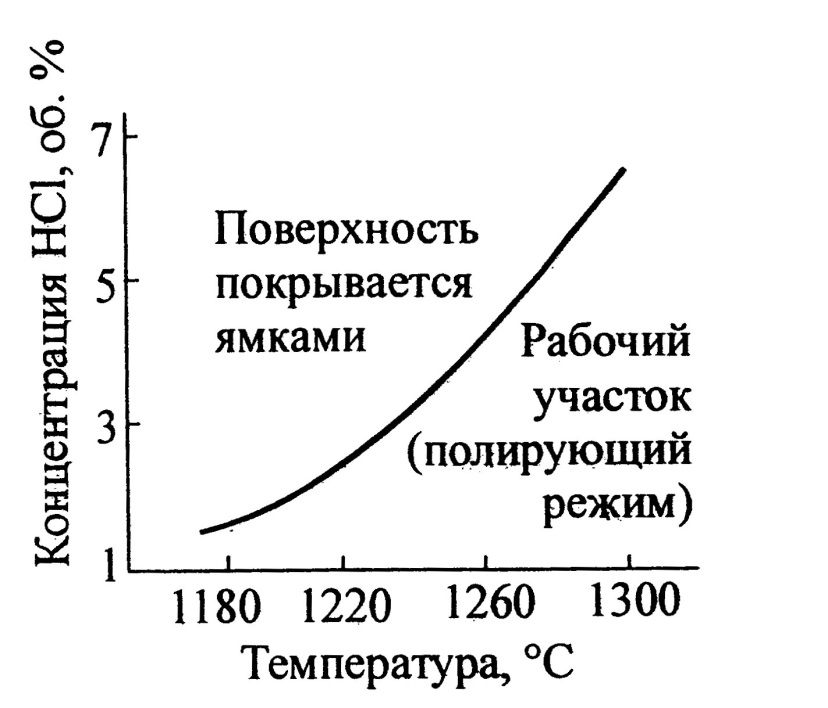 Концентрация HCl, об. %
7
5
3
1
Поверхность
покрывается
ямками
Рабочий
участок
(полирующий
режим)
1180 1220 1260 1300
Температура, °C